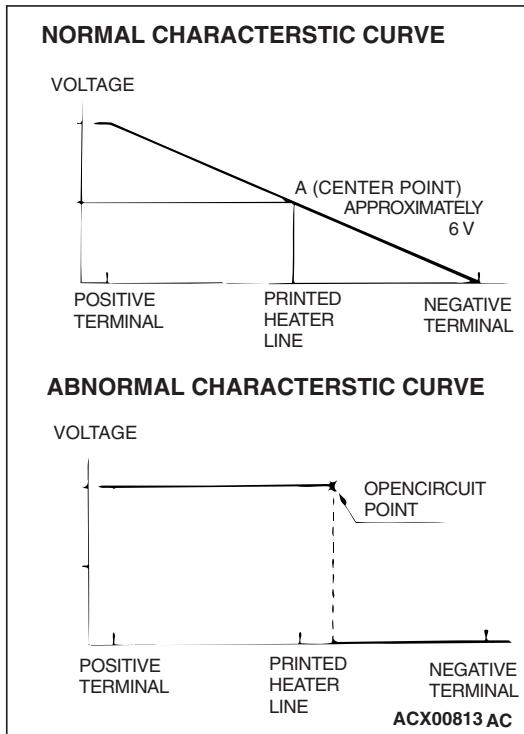 NORMAL CHARACTERSTIC CURVE
VOLTAGE
A (CENTER POINT)
APPROXIMATELY
6 V
POSITIVE
TERMINAL
PRINTED
HEATER
LINE
NEGATIVE
TERMINAL
ABNORMAL CHARACTERSTIC CURVE
VOLTAGE
OPENCIRCUIT
POINT
POSITIVE
TERMINAL
PRINTED
HEATER
LINE
NEGATIVE
TERMINAL
ACX00813 AC